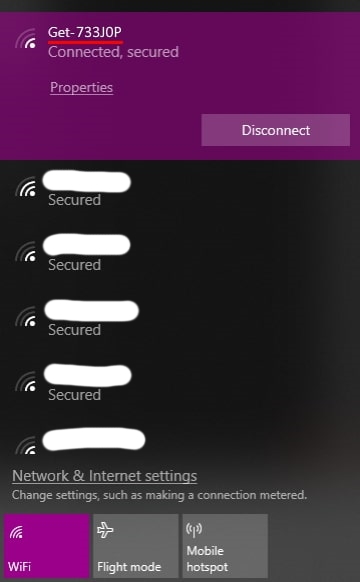 Get-733J0P
Connected, secured
Properties
Disconnect
Secured
Secured
Secured
Secured
Network & Internet settings
Change settings, such as making a connection metered.
WiFi
Flight mode
Mobile
hotspot